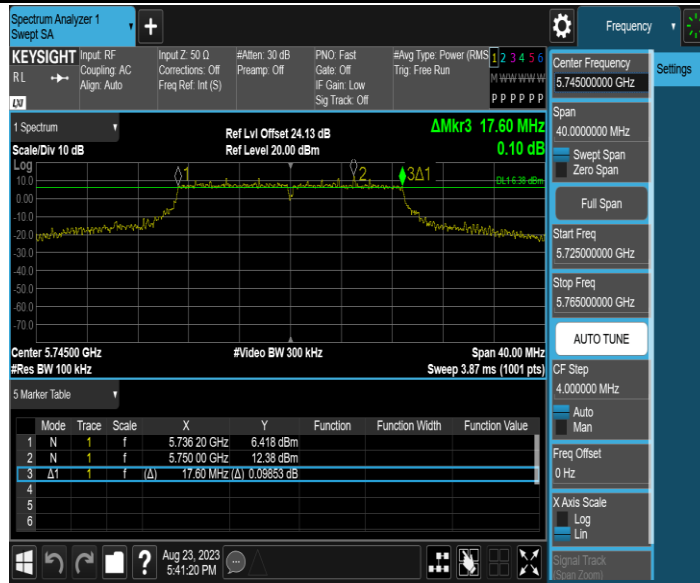 Spectrum Analyzer 1
Swept SA
Frequency
KEYSIGHT
RL
LXI
Input: RF
Coupling: AC
Align: Auto
Input Z: 50 Ω
Corrections: Off
Freq Ref: Int (S)
#Atten: 30 dB
Preamp: Off
PNO: Fast
Gate: Off
IF Gain: Low
Sig Track: Off
#Avg Type: Power (RMS
Trig: Free Run
1 2 3 4 5 6
M W W W W W
P P P P P P
Center Frequency
5.745000000 GHz
Settings
Span
40.0000000 MHz
Swept Span
Zero Span
Full Span
Start Freq
5.725000000 GHz
Stop Freq
5.765000000 GHz
AUTO TUNE
CF Step
4.000000 MHz
Auto
Man
Freq Offset
0 Hz
X Axis Scale
Log
Lin
Signal Track
(Span Zoom)
1 Spectrum
Scale/Div 10 dB
Ref Lvl Offset 24.13 dB
Ref Level 20.00 dBm
ΔMkr3 17.60 MHz
0.10 dB
Log
10.0
0.00
-10.0
-20.0
-30.0
-40.0
-50.0
-60.0
-70.0
1
2
3Δ1
DL1 6.38 dBm
Center 5.74500 GHz
#Res BW 100 kHz
#Video BW 300 kHz
Span 40.00 MHz
Sweep 3.87 ms (1001 pts)
5 Marker Table
Mode Trace Scale X Y Function Function Width Function Value
1 N 1 f 5.736 20 GHz 6.418 dBm
2 N 1 f 5.750 00 GHz 12.38 dBm
3 Δ1 1 f (Δ) 17.60 MHz (Δ) 0.09853 dB
4
5
6
?
Aug 23, 2023
5:41:20 PM